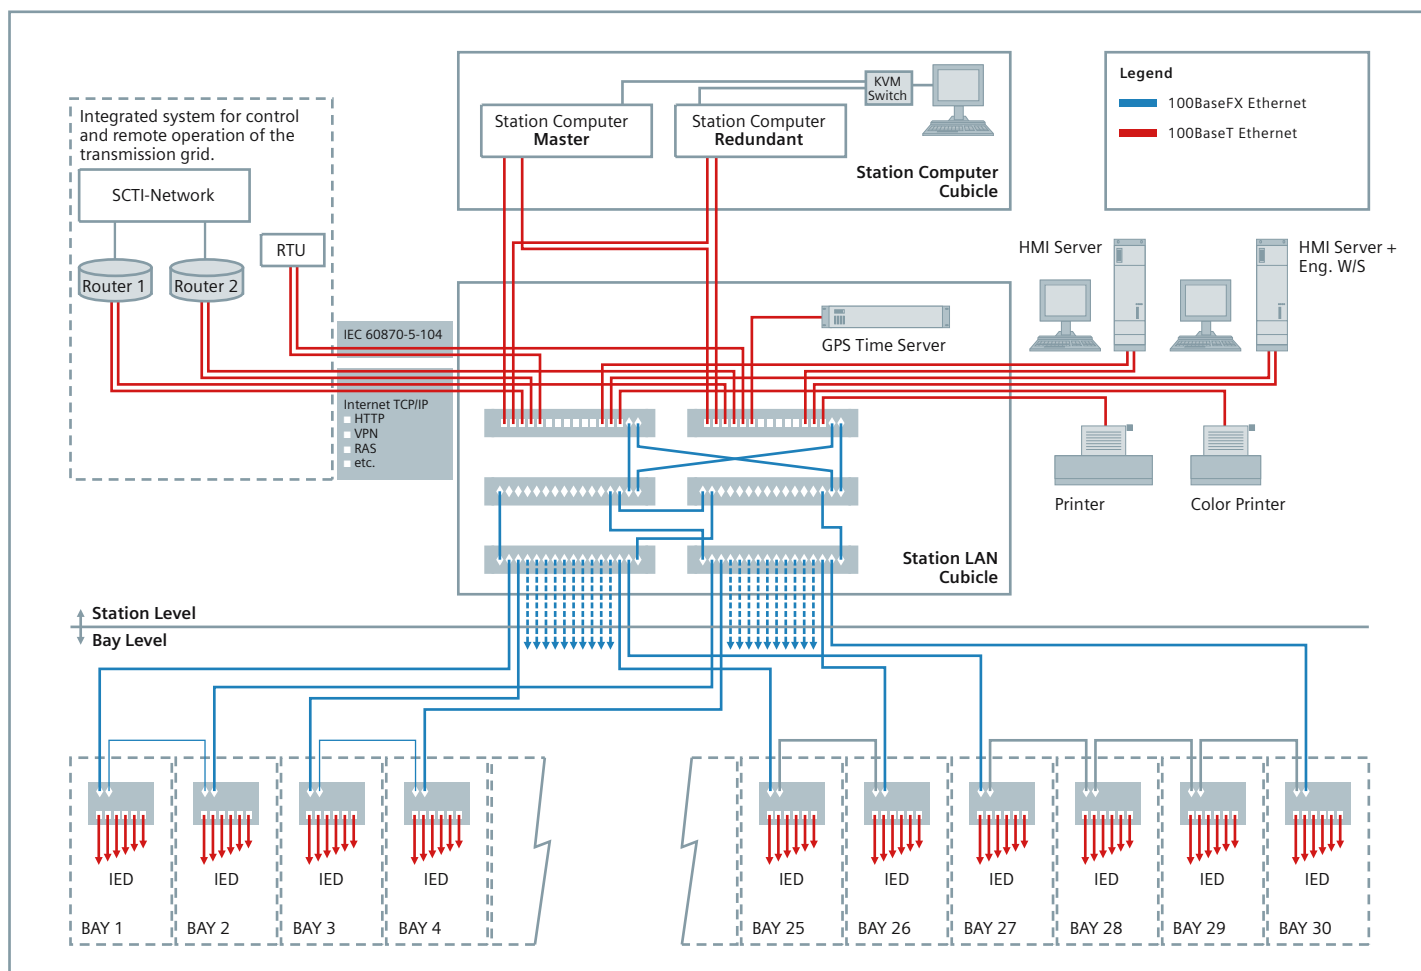 Integrated system for control
and remote operation of the
transmission grid.
SCTI-Network
Router 1
Router 2
RTU
IEC 60870-5-104
Internet TCP/IP
HTTP
VPN
RAS
etc.
Station Computer
Master
Station Computer
Redundant
KVM
Switch
Station Computer
Cubicle
Legend
100BaseFX Ethernet
100BaseT Ethernet
HMI Server
HMI Server +
Eng. W/S
GPS Time Server
Printer
Color Printer
Station LAN
Cubicle
Station Level
Bay Level
IED
IED
IED
IED
IED
IED
IED
IED
IED
IED
BAY 1
BAY 2
BAY 3
BAY 4
BAY 25
BAY 26
BAY 27
BAY 28
BAY 29
BAY 30